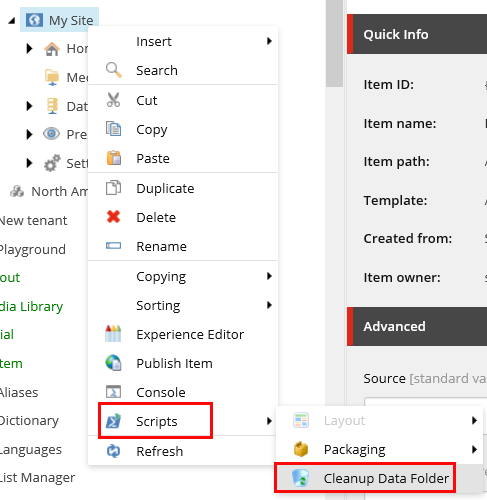 My Site
Insert
Search
Cut
Copy
Paste
Duplicate
Delete
Rename
Copying
Sorting
Experience Editor
Publish Item
Console
Scripts
Refresh
Layout
Packaging
Cleanup Data Folder
Hor
Med
Dat
Pre
Sett
North Am
New tenant
Playground
out
dia Library
ial
tem
Aliases
Dictionary
List Manager
Quick Info
Item ID:
Item name:
Item path:
Template:
Created from:
Item owner:
Advanced
Source [standard va